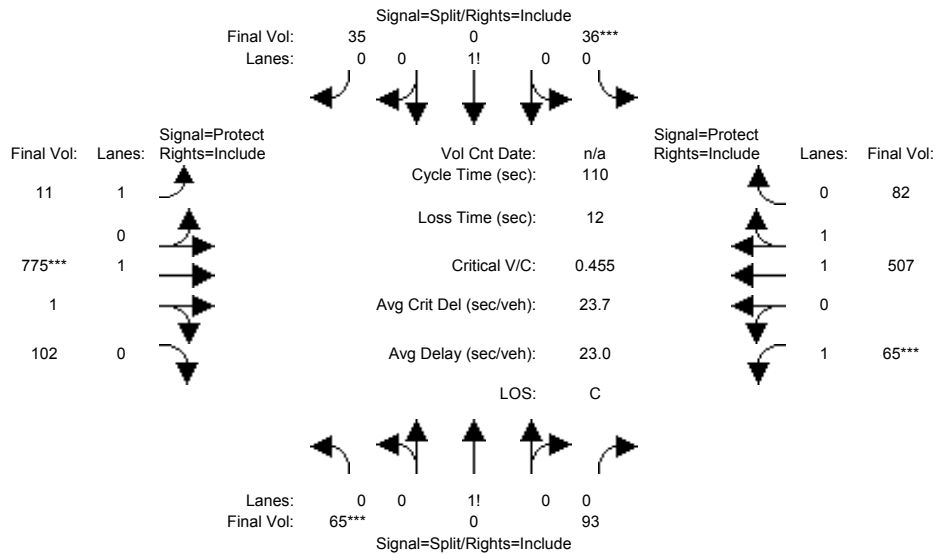 Signal=Split/Rights=Include
Final Vol: 35 0 36***
Lanes: 0 0 1! 0 0
Signal=Protect Signal=Protect
Final Vol: Lanes: Rights=Include Vol Cnt Date: n/a Rights=Include Lanes: Final Vol:
Cycle Time (sec): 110
11 1 0 82
Loss Time (sec): 12
0 1
775*** 1 Critical V/C: 0.455 1 507
1 Avg Crit Del (sec/veh): 23.7 0
102 0 Avg Delay (sec/veh): 23.0 1 65***
LOS: C
Lanes: 0 0 1! 0 0
Final Vol: 65*** 0 93
Signal=Split/Rights=Include